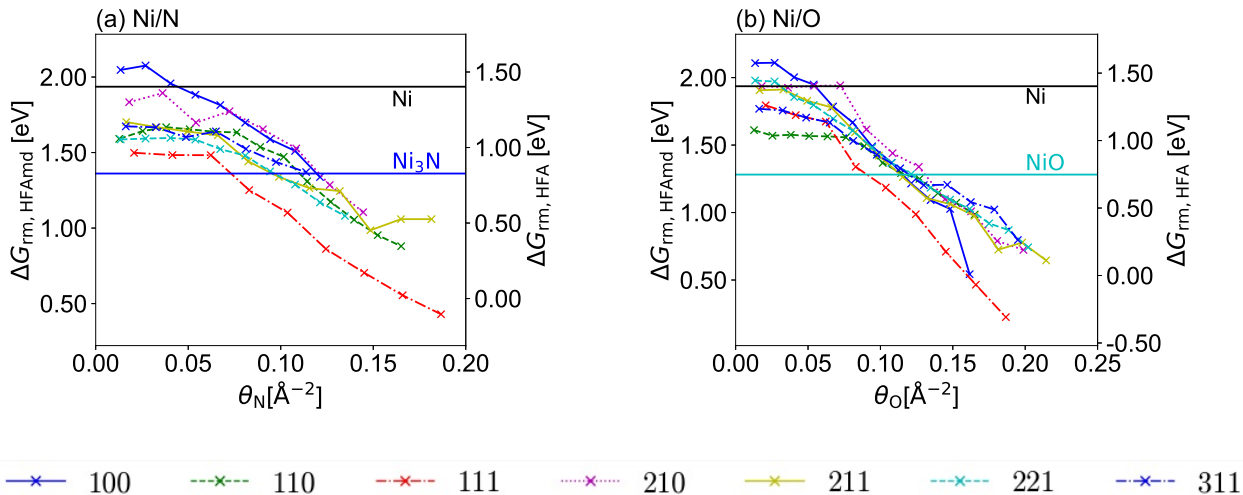 (a) Ni/N
2.00
1.50
1.00
0.50
ΔG_rm, HFAmd [eV]
Ni
Ni₃N
1.50
1.00
0.50
0.00
ΔG_rm, HFA [eV]
0.00 0.05 0.10 0.15 0.20
θ_N[Å⁻²]
(b) Ni/O
2.00
1.50
1.00
0.50
ΔG_rm, HFAmd [eV]
Ni
NiO
1.50
1.00
0.50
0.00
-0.50
ΔG_rm, HFA [eV]
0.00 0.05 0.10 0.15 0.20 0.25
θ_O[Å⁻²]
100 110 111 210 211 221 311